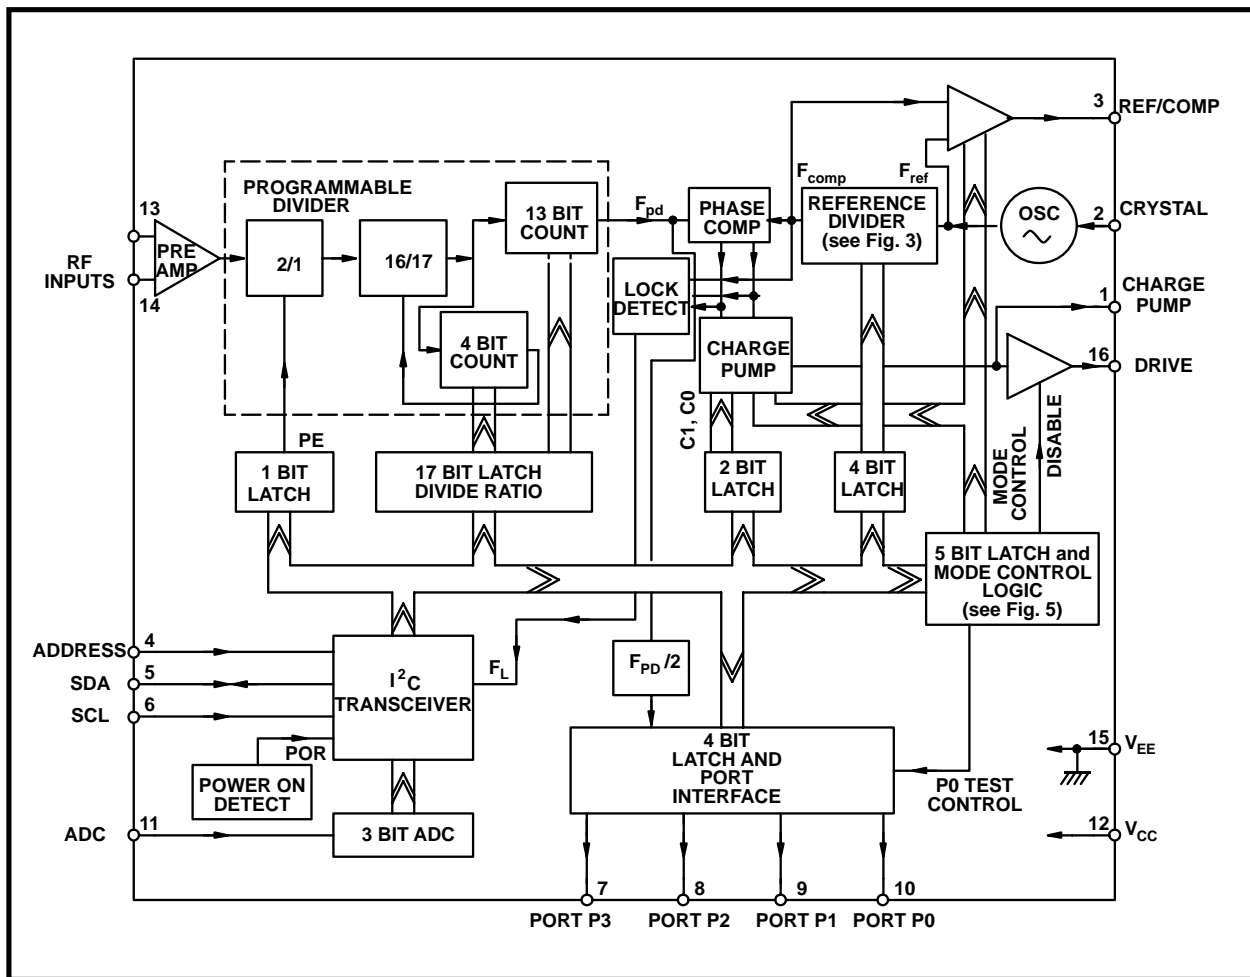 3
REF/COMP
PROGRAMMABLE
DIVIDER
13
PRE
AMP
RF
INPUTS
14
2/1
16/17
13 BIT
COUNT
4 BIT
COUNT
Fpd
PHASE
COMP
Fcomp
Fref
REFERENCE
DIVIDER
(see Fig. 3)
OSC
2
CRYSTAL
LOCK
DETECT
CHARGE
PUMP
1
CHARGE
PUMP
16
DRIVE
C1, C0
PE
1 BIT
LATCH
17 BIT LATCH
DIVIDE RATIO
2 BIT
LATCH
4 BIT
LATCH
MODE
CONTROL
DISABLE
5 BIT LATCH and
MODE CONTROL
LOGIC
(see Fig. 5)
ADDRESS
4
SDA
5
SCL
6
I²C
TRANSCEIVER
FL
FPD/2
POR
POWER ON
DETECT
ADC
11
3 BIT ADC
4 BIT
LATCH AND
PORT
INTERFACE
P0 TEST
CONTROL
15
VEE
12
VCC
7
8
9
10
PORT P3
PORT P2
PORT P1
PORT P0